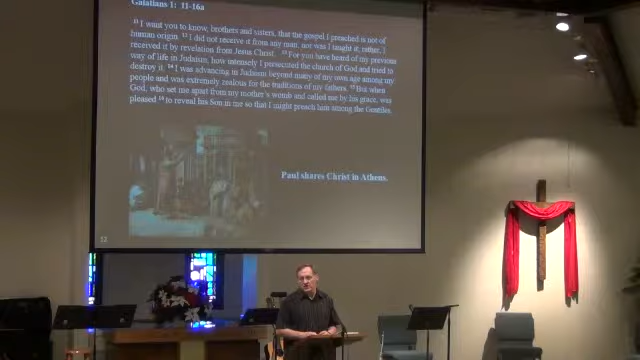 Galatians 1: 11-16a
11 I want you to know, brothers and sisters, that the gospel I preached is not of
human origin. 12 I did not receive it from any man, nor was I taught it; rather, I
received it by revelation from Jesus Christ. 13 For you have heard of my previous
way of life in Judaism, how intensely I persecuted the church of God and tried to
destroy it. 14 I was advancing in Judaism beyond many of my own age among my
people and was extremely zealous for the traditions of my fathers. 15 But when
God, who set me apart from my mother's womb and called me by his grace, was
pleased 16 to reveal his Son in me so that I might preach him among the Gentiles,
Paul shares Christ in Athens.
12